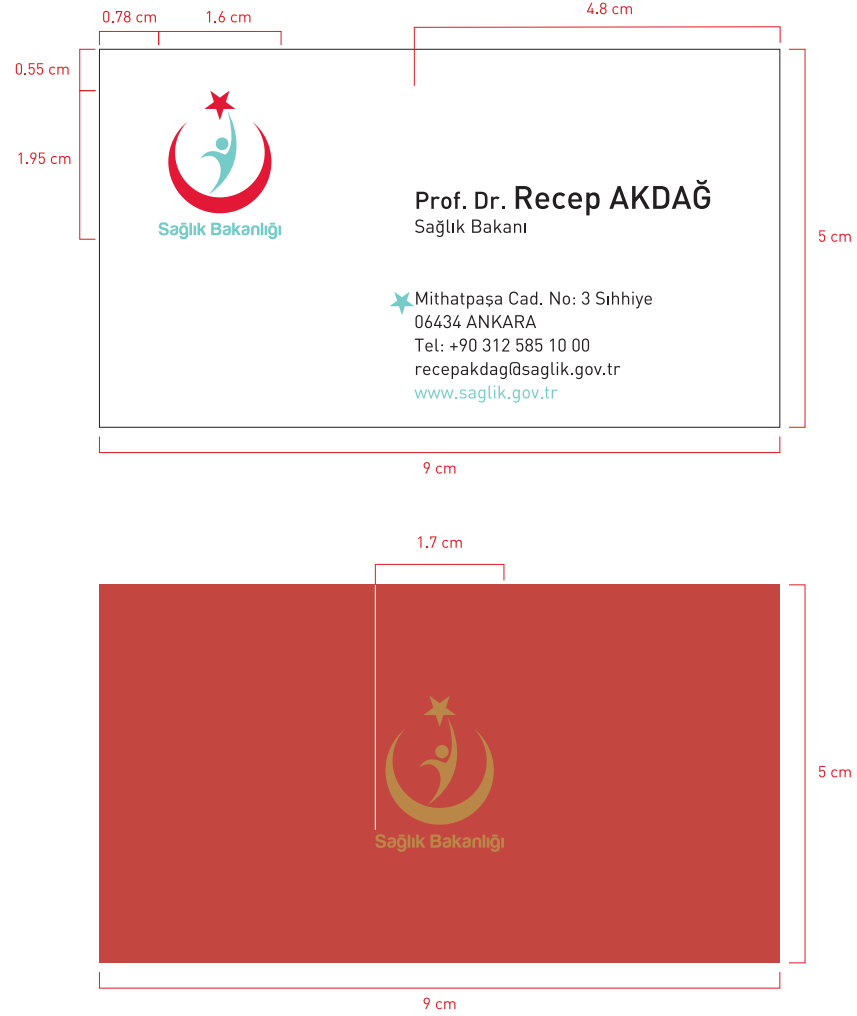 0.78 cm
1.6 cm
4.8 cm
0.55 cm
1.95 cm
Sağlık Bakanlığı
Prof. Dr. Recep AKDAĞ
Sağlık Bakanı
5 cm
Mithatpaşa Cad. No: 3 Sıhhiye
06434 ANKARA
Tel: +90 312 585 10 00
recepakdag@saglik.gov.tr
www.saglik.gov.tr
9 cm
1.7 cm
Sağlık Bakanlığı
5 cm
9 cm